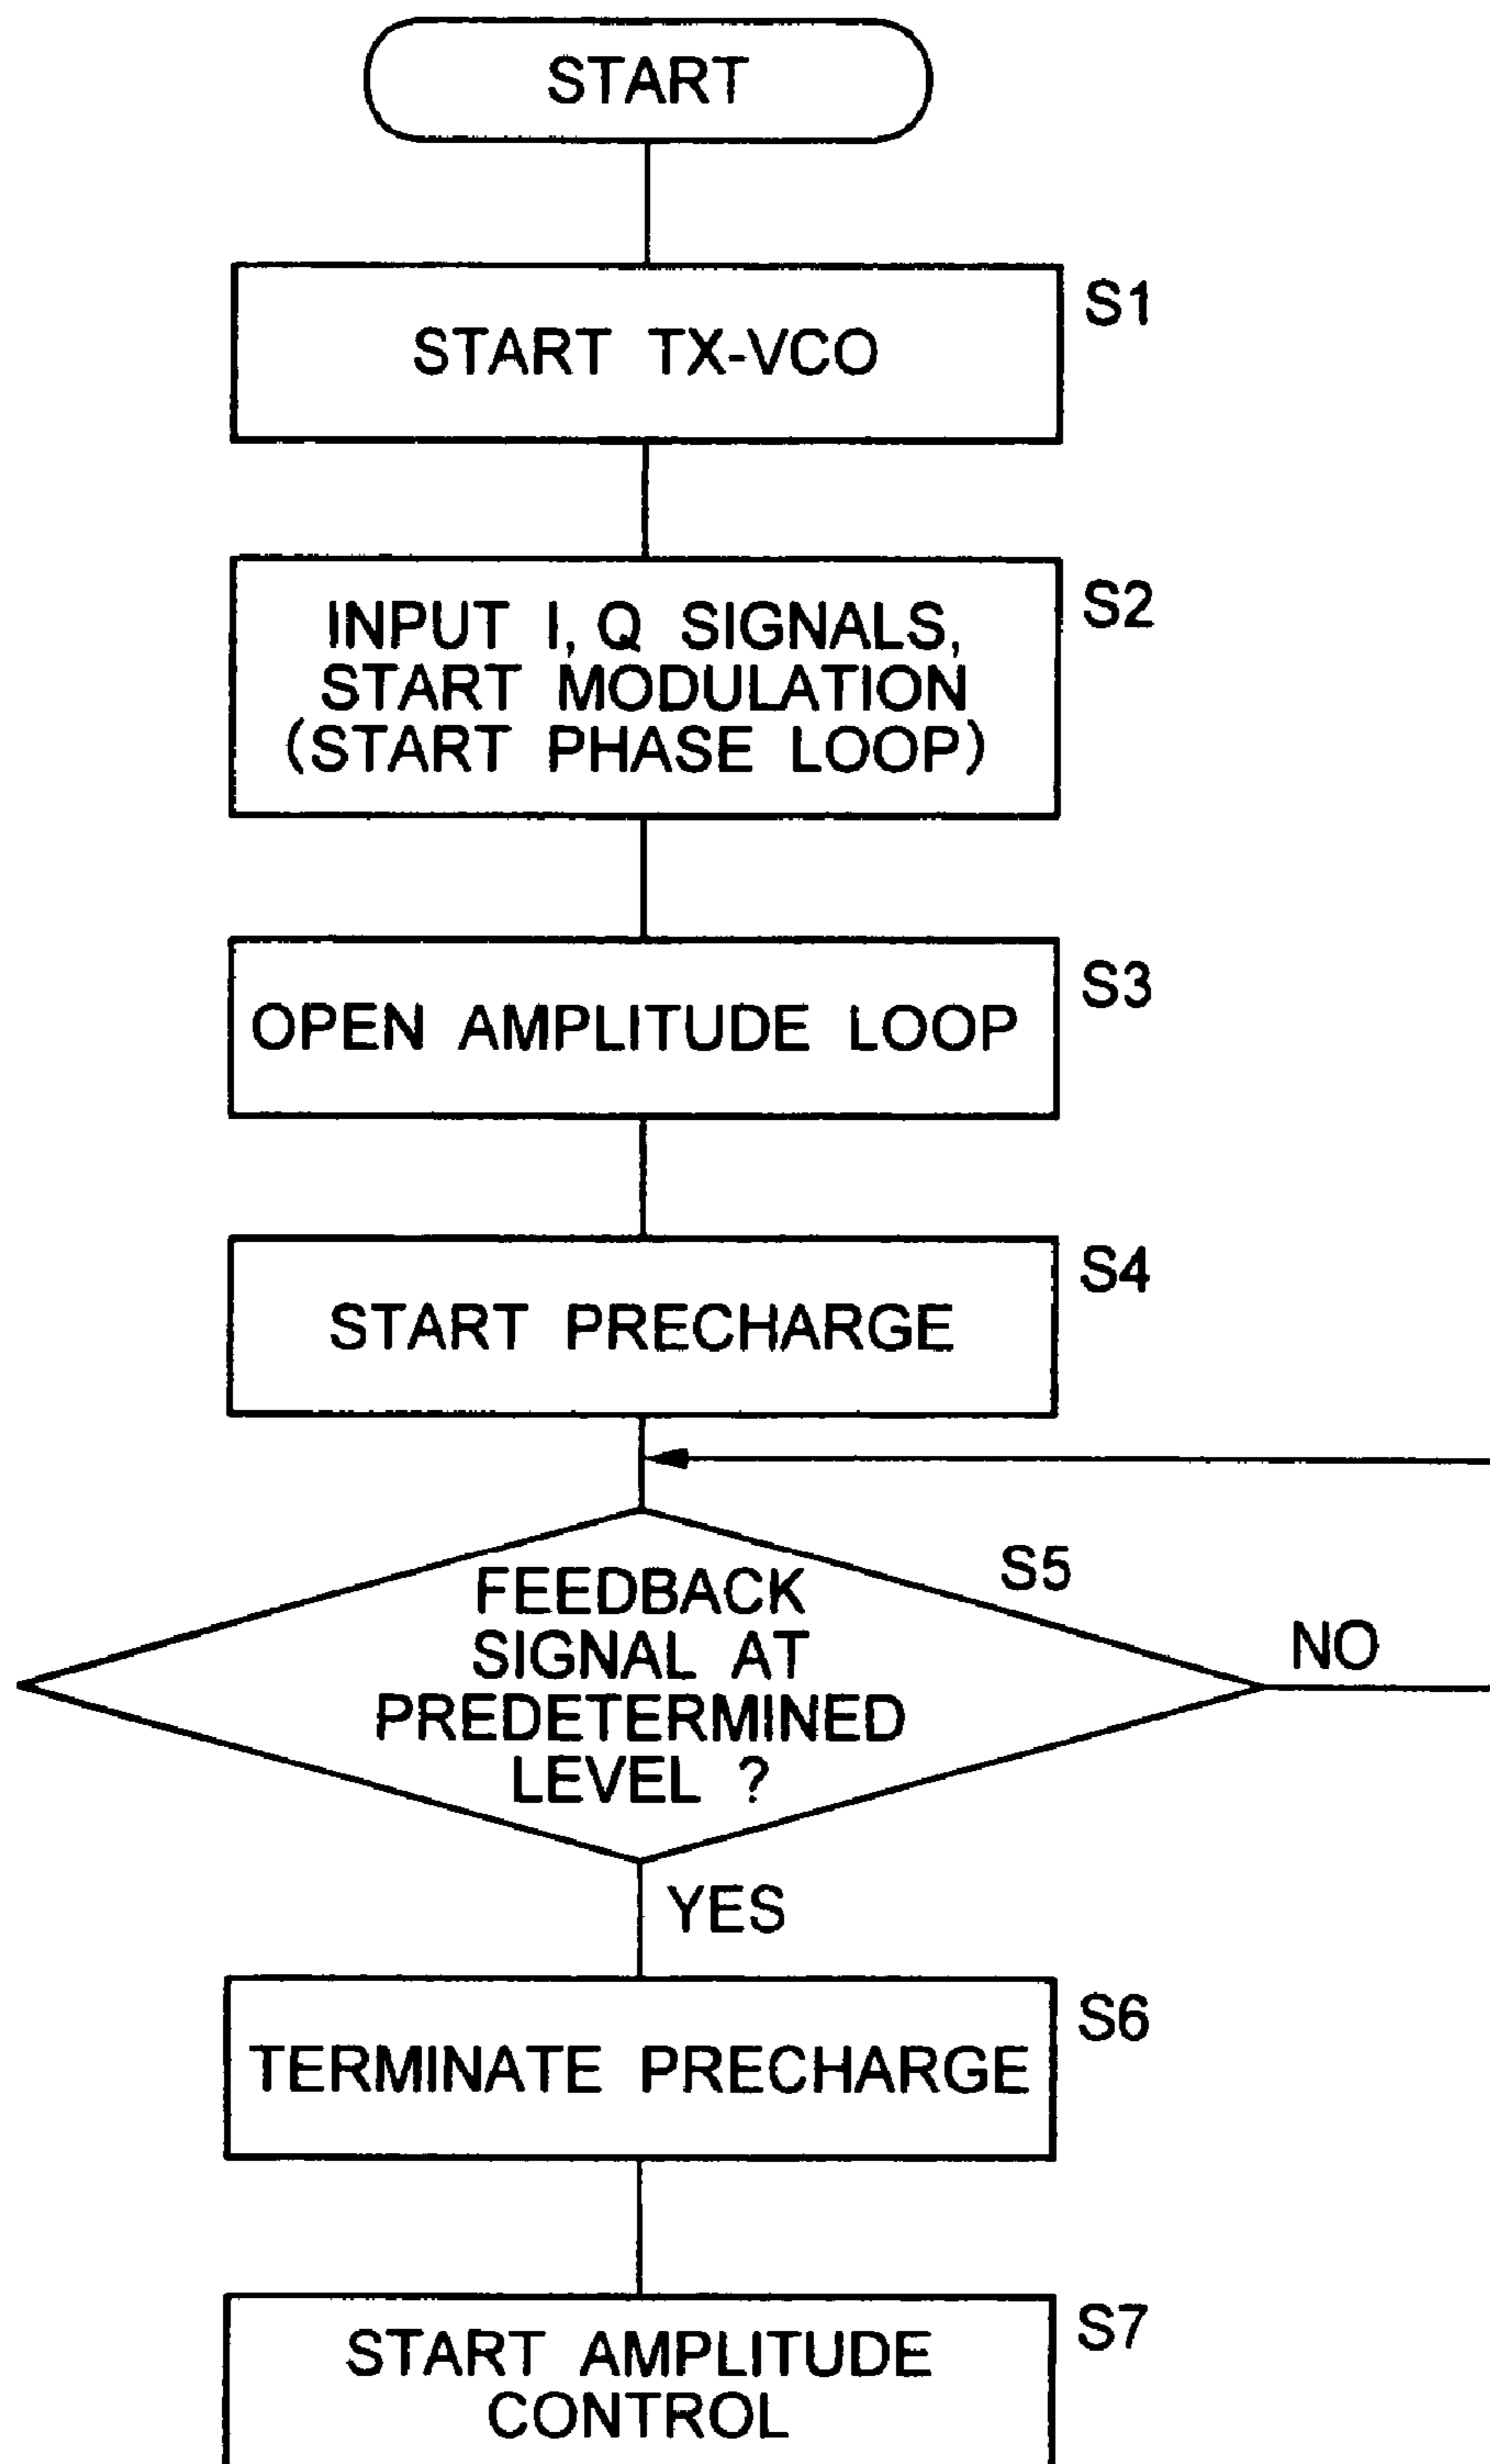 START
START TX-VCO
S1
INPUT I, Q SIGNALS,
START MODULATION
(START PHASE LOOP)
S2
OPEN AMPLITUDE LOOP
S3
START PRECHARGE
S4
FEEDBACK
SIGNAL AT
PREDETERMINED
LEVEL ?
S5
NO
YES
TERMINATE PRECHARGE
S6
START AMPLITUDE
CONTROL
S7